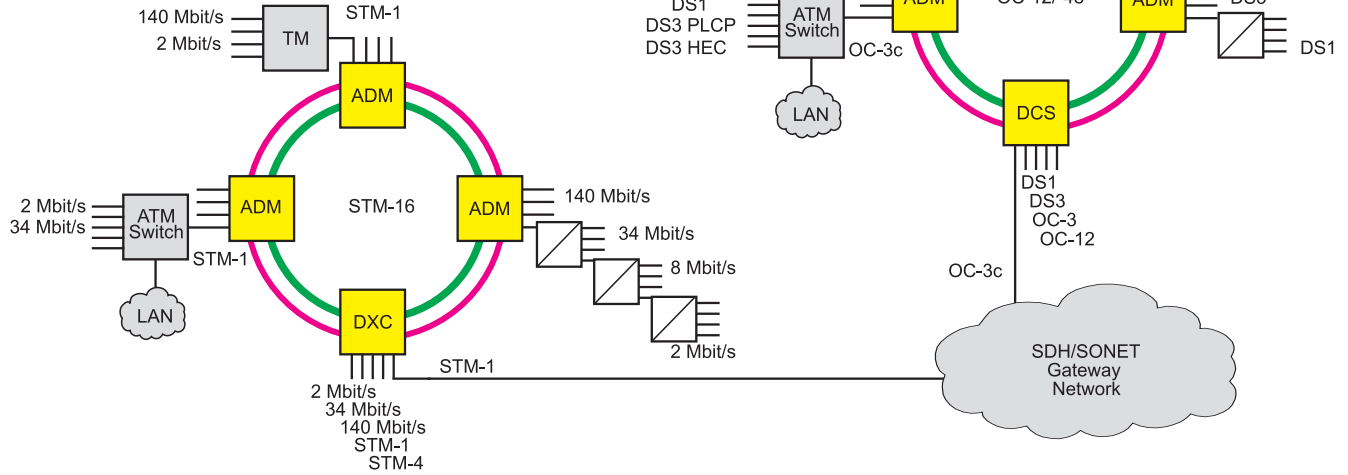 140 Mbit/s
2 Mbit/s
TM
STM-1
ADM
2 Mbit/s
34 Mbit/s
ATM
Switch
STM-1
LAN
ADM
STM-16
ADM
140 Mbit/s
34 Mbit/s
8 Mbit/s
2 Mbit/s
DXC
STM-1
2 Mbit/s
34 Mbit/s
140 Mbit/s
STM-1
STM-4
DS1
DS3 PLCP
DS3 HEC
ATM
Switch
OC-3c
LAN
ADM
ADM
DS1
DCS
DS1
DS3
OC-3
OC-12
OC-3c
SDH/SONET
Gateway
Network